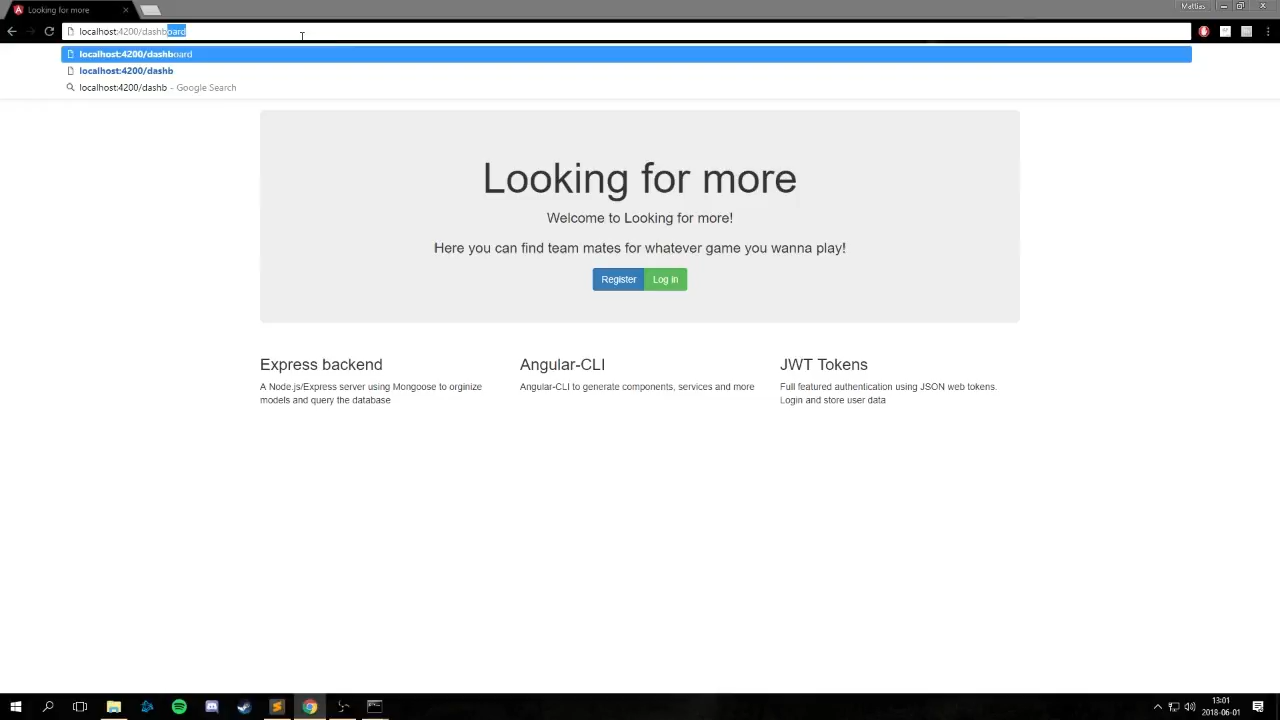 Looking for more
Mattias
localhost:4200/dashboard
localhost:4200/dashboard
localhost:4200/dashb
localhost:4200/dashb - Google Search
Looking for more
Welcome to Looking for more!
Here you can find team mates for whatever game you wanna play!
Register Log in
Express backend
A Node.js/Express server using Mongoose to orginize
models and query the database
Angular-CLI
Angular-CLI to generate components, services and more
JWT Tokens
Full featured authentication using JSON web tokens.
Login and store user data
13:01
2018-06-01